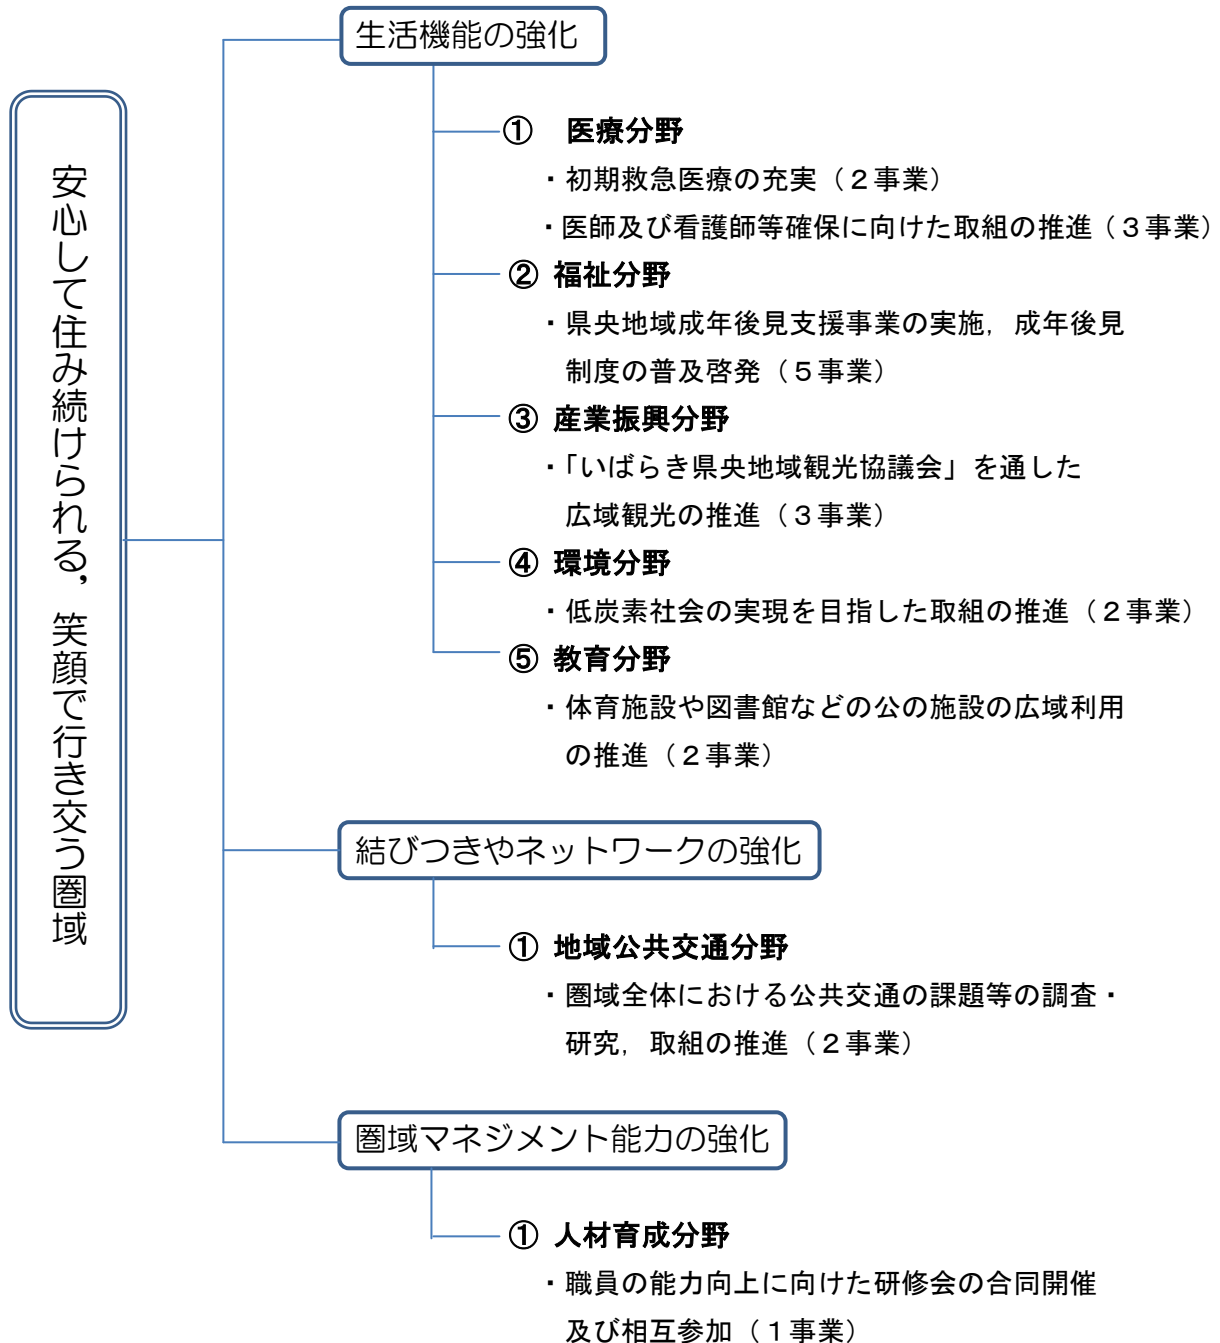 安心して住み続けられる，笑顔で行き交う圏域
生活機能の強化
①　医療分野
・初期救急医療の充実（２事業）
・医師及び看護師等確保に向けた取組の推進（３事業）
② 福祉分野
・県央地域成年後見支援事業の実施，成年後見
制度の普及啓発（５事業）
③ 産業振興分野
・「いばらき県央地域観光協議会」を通した
広域観光の推進（３事業）
④ 環境分野
・低炭素社会の実現を目指した取組の推進（２事業）
⑤ 教育分野
・体育施設や図書館などの公の施設の広域利用
の推進（２事業）
結びつきやネットワークの強化
① 地域公共交通分野
・圏域全体における公共交通の課題等の調査・
研究，取組の推進（２事業）
圏域マネジメント能力の強化
① 人材育成分野
・職員の能力向上に向けた研修会の合同開催
及び相互参加（１事業）